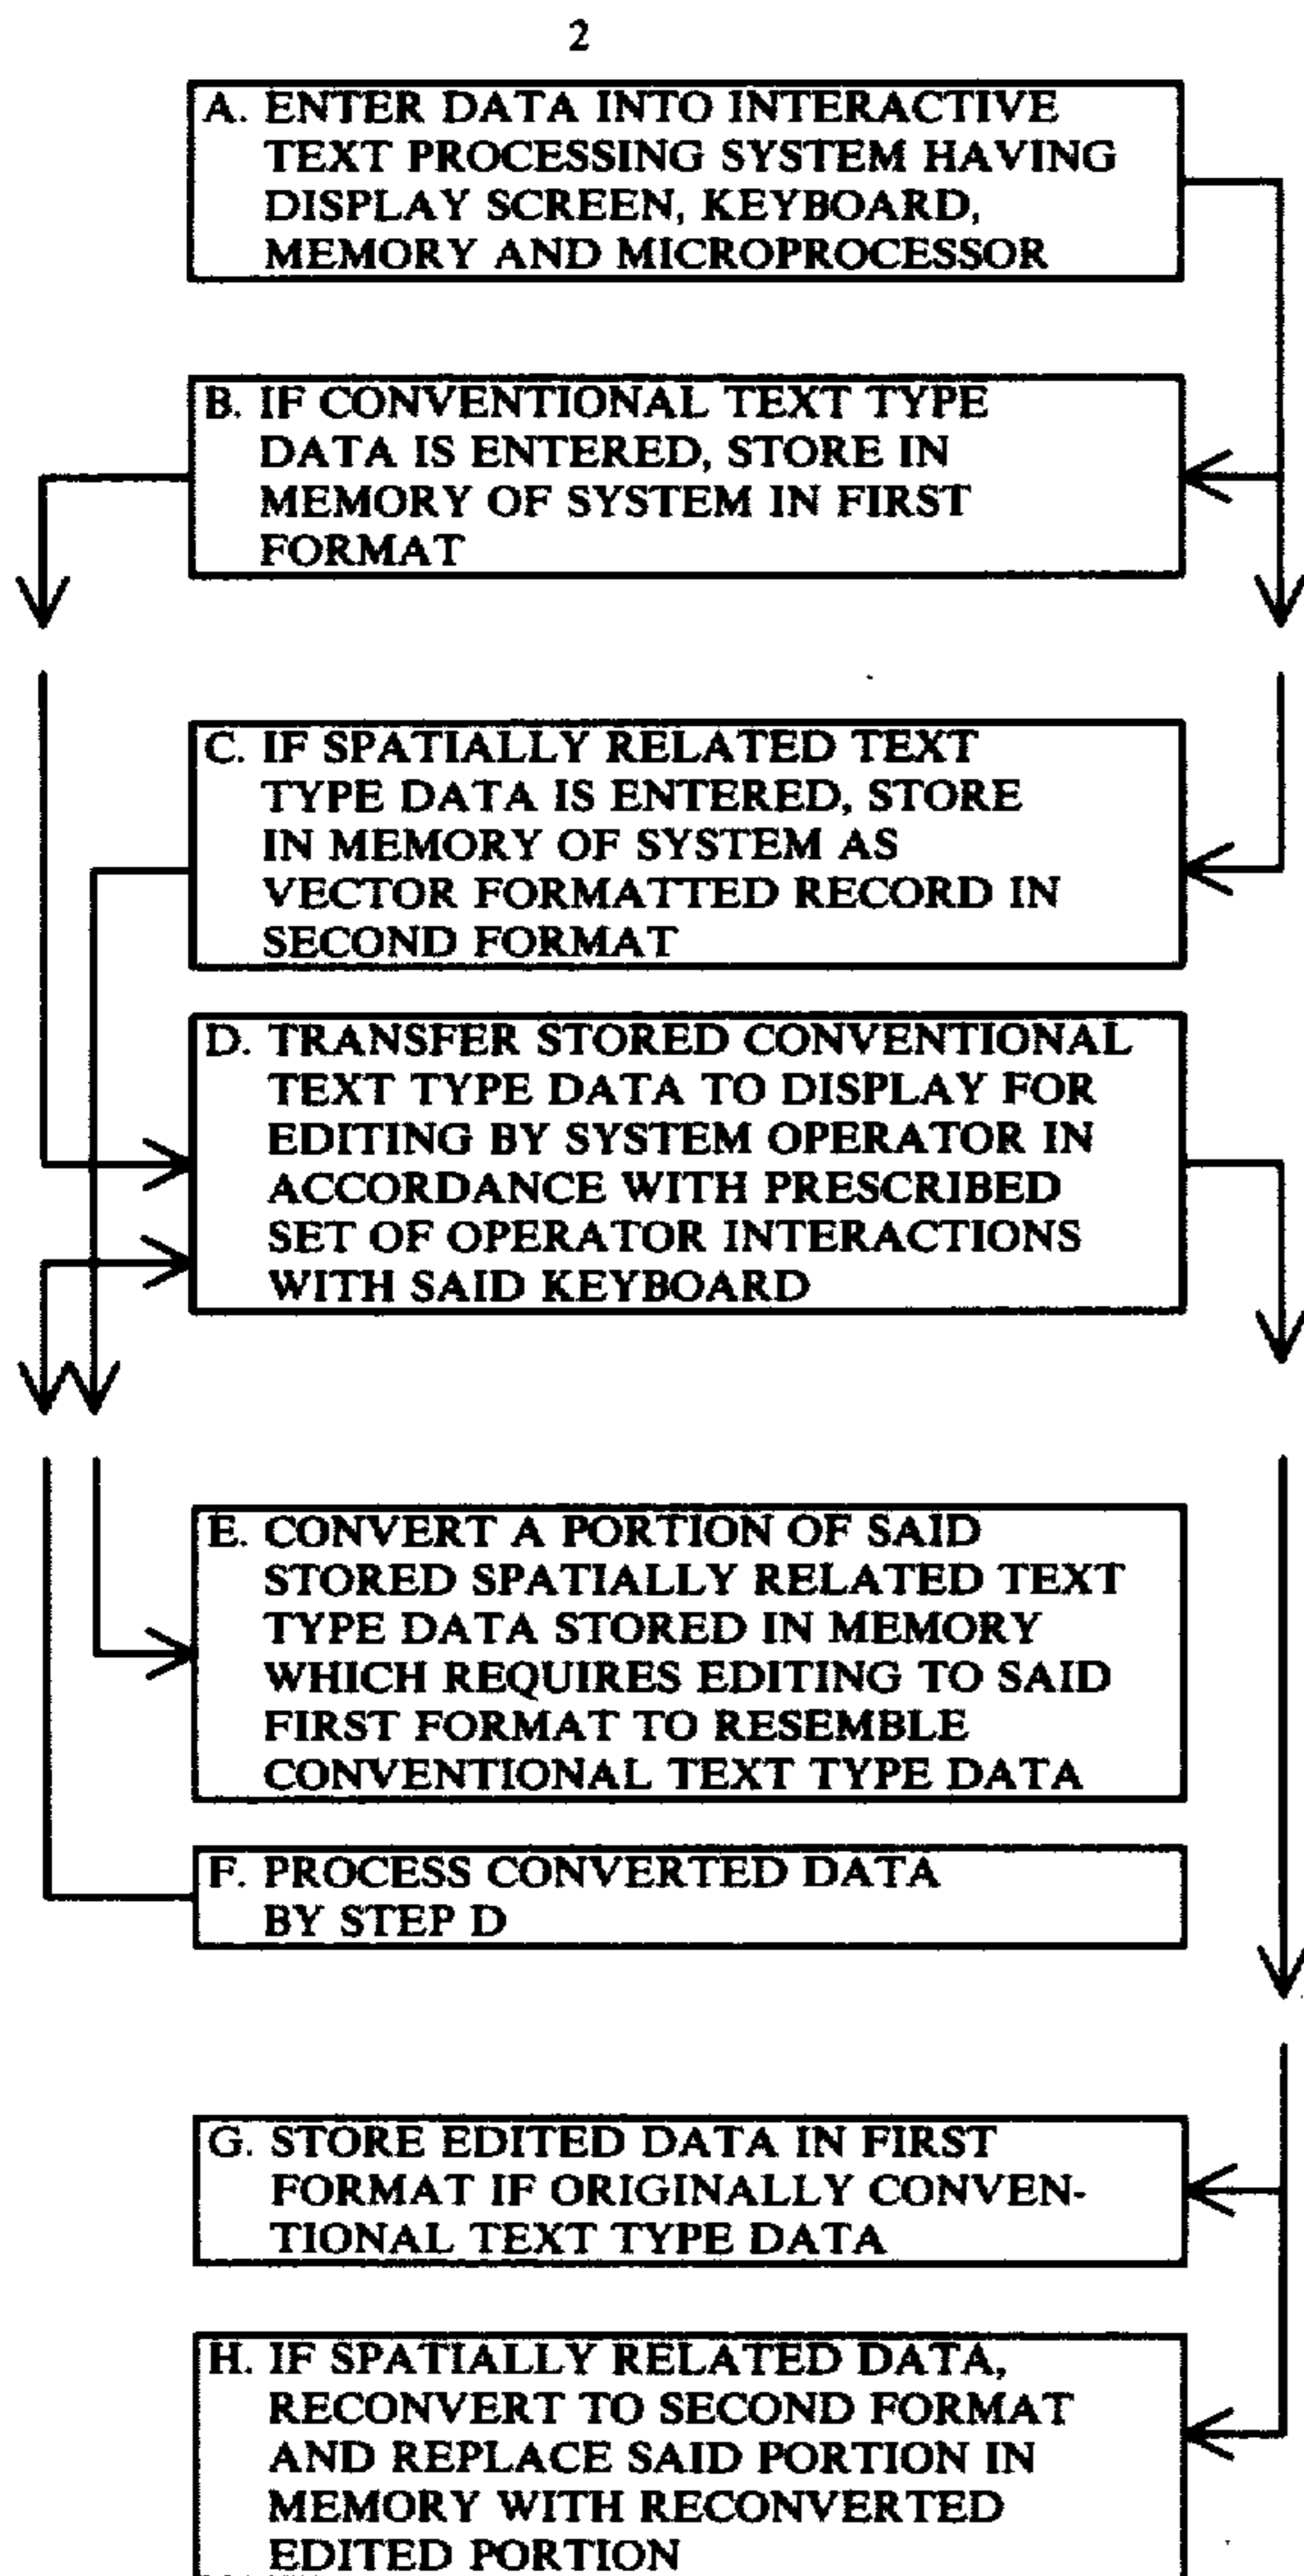 2
A. ENTER DATA INTO INTERACTIVE
TEXT PROCESSING SYSTEM HAVING
DISPLAY SCREEN, KEYBOARD,
MEMORY AND MICROPROCESSOR
B. IF CONVENTIONAL TEXT TYPE
DATA IS ENTERED, STORE IN
MEMORY OF SYSTEM IN FIRST
FORMAT
C. IF SPATIALLY RELATED TEXT
TYPE DATA IS ENTERED, STORE
IN MEMORY OF SYSTEM AS
VECTOR FORMATTED RECORD IN
SECOND FORMAT
D. TRANSFER STORED CONVENTIONAL
TEXT TYPE DATA TO DISPLAY FOR
EDITING BY SYSTEM OPERATOR IN
ACCORDANCE WITH PRESCRIBED
SET OF OPERATOR INTERACTIONS
WITH SAID KEYBOARD
E. CONVERT A PORTION OF SAID
STORED SPATIALLY RELATED TEXT
TYPE DATA STORED IN MEMORY
WHICH REQUIRES EDITING TO SAID
FIRST FORMAT TO RESEMBLE
CONVENTIONAL TEXT TYPE DATA
F. PROCESS CONVERTED DATA
BY STEP D
G. STORE EDITED DATA IN FIRST
FORMAT IF ORIGINALLY CONVEN-
TIONAL TEXT TYPE DATA
H. IF SPATIALLY RELATED DATA,
RECONVERT TO SECOND FORMAT
AND REPLACE SAID PORTION IN
MEMORY WITH RECONVERTED
EDITED PORTION